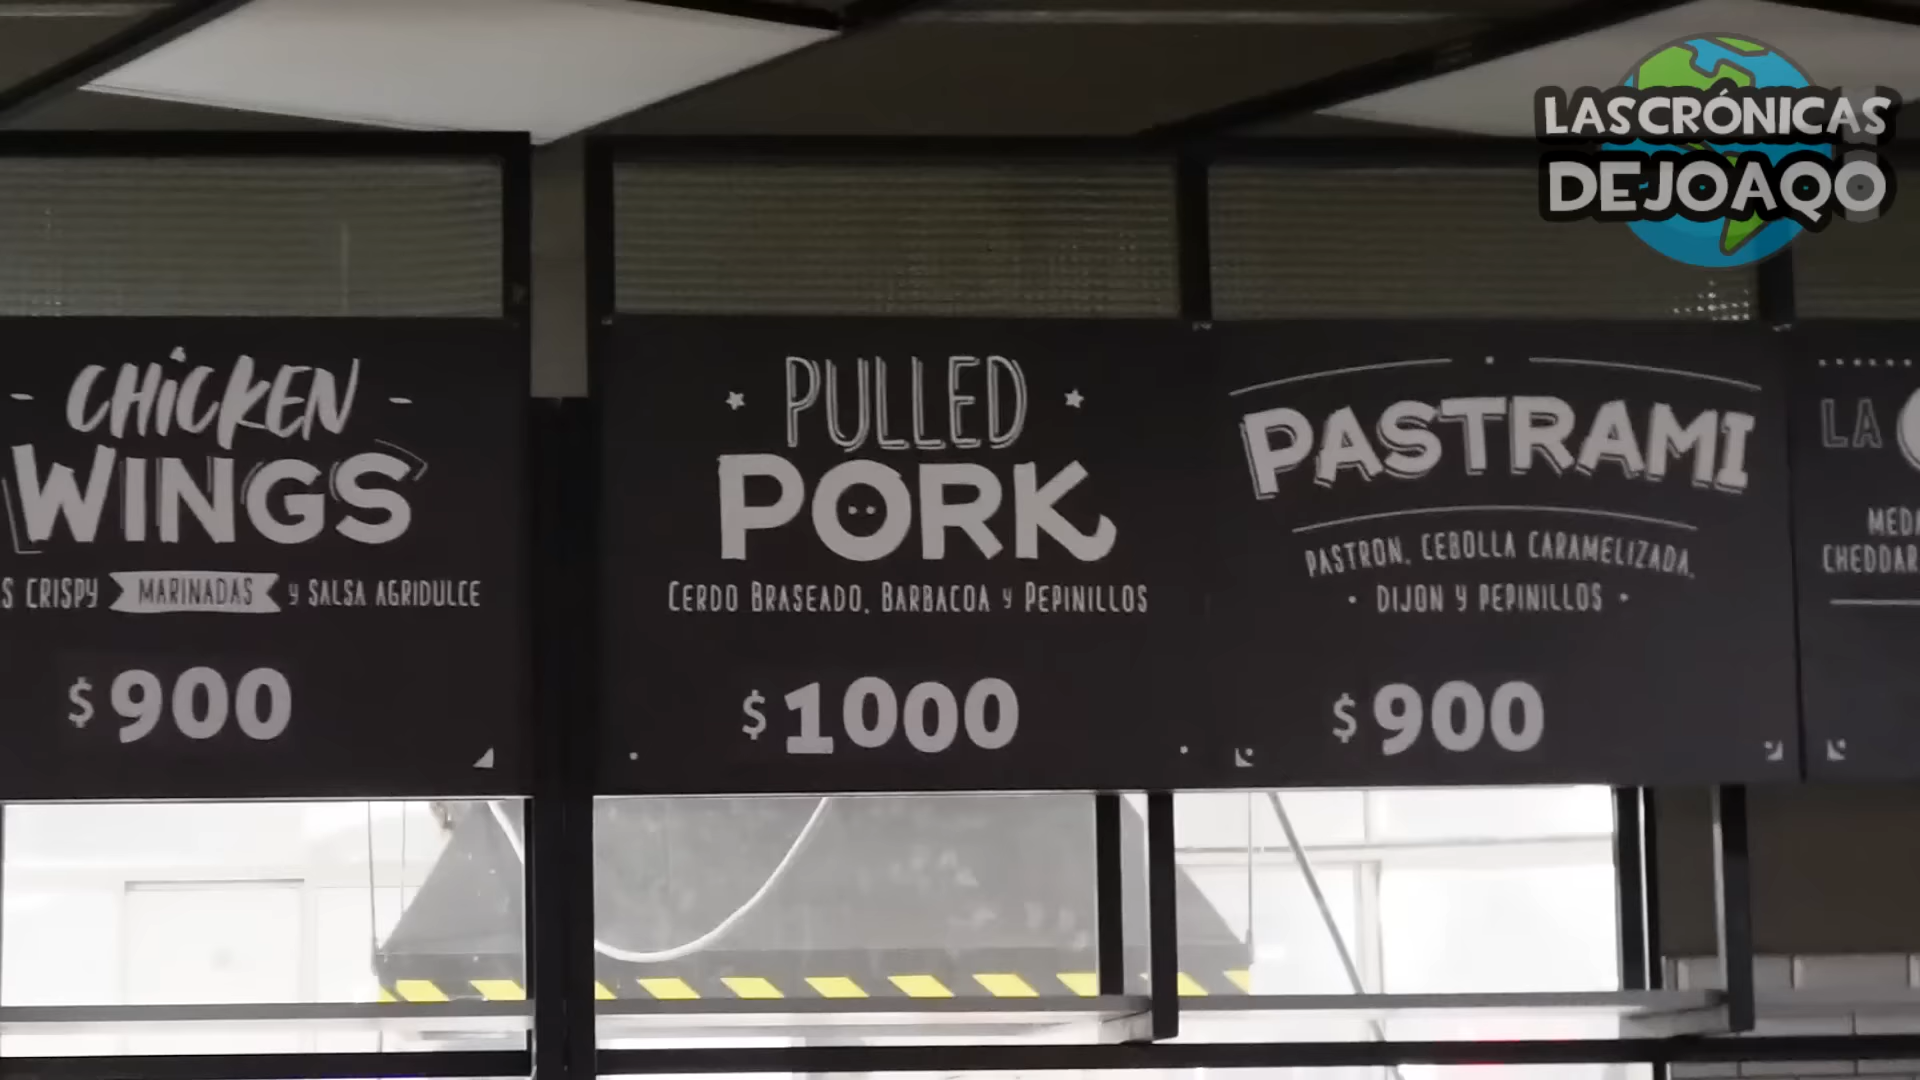 LAS CRÓNICAS
DE JOAQO
CHICKEN
WINGS
CRISPY MARINADAS y SALSA AGRIDULCE
$900
PULLED
PORK
CERDO BRASEADO, BARBACOA y PEPINILLOS
$1000
PASTRAMI
PASTRON, CEBOLLA CARAMELIZADA,
• DIJON y PEPINILLOS •
$900
LA
CHEDDAR